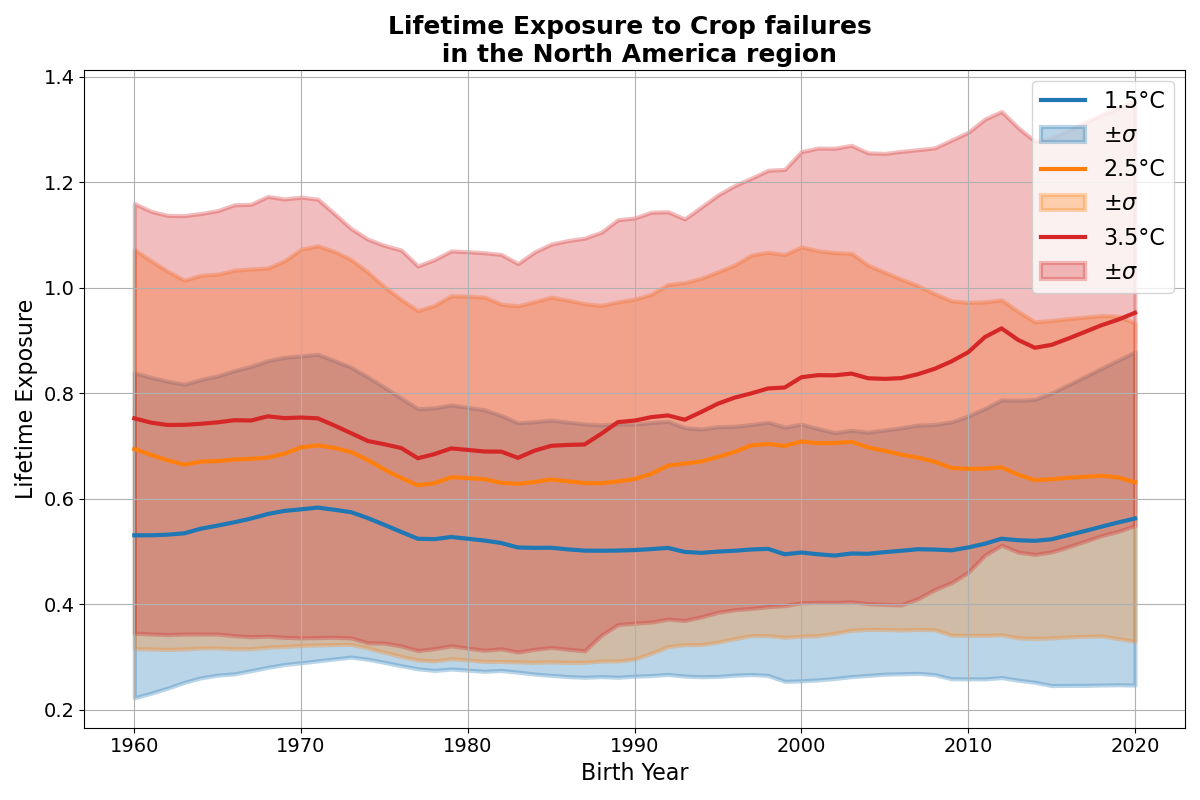 Lifetime Exposure to Crop failures
in the North America region
1.4
1.2
1.0
0.8
0.6
0.4
0.2
Lifetime Exposure
1960
1970
1980
1990
2000
2010
2020
Birth Year
1.5°C
±σ
2.5°C
±σ
3.5°C
±σ